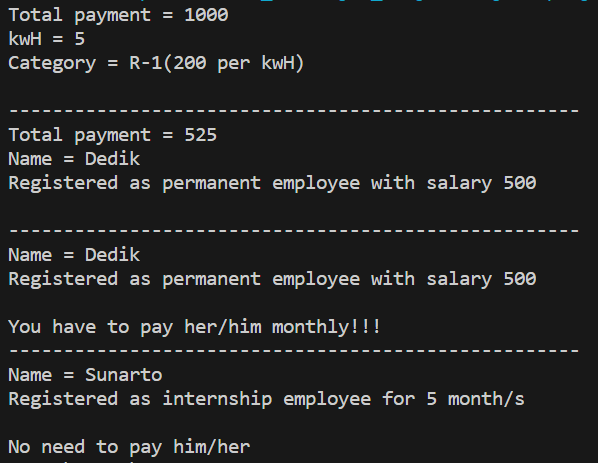 Total payment = 1000
kwH = 5
Category = R-1(200 per kwH)
----------------------------------------------------
Total payment = 525
Name = Dedik
Registered as permanent employee with salary 500
----------------------------------------------------
Name = Dedik
Registered as permanent employee with salary 500
You have to pay her/him monthly!!!
----------------------------------------------------
Name = Sunarto
Registered as internship employee for 5 month/s
No need to pay him/her